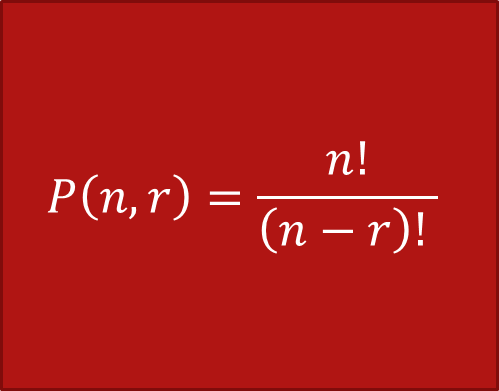 P(n, r) = n! / (n − r)!